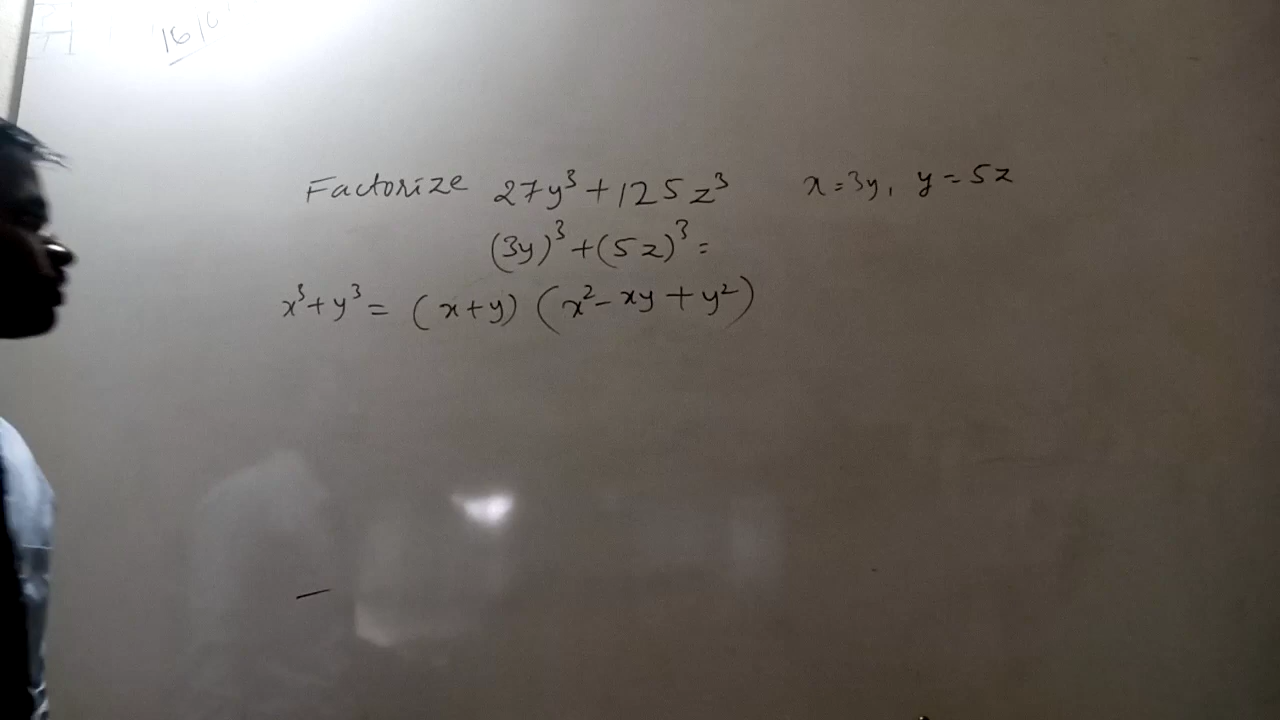 Factorize 27y³+125z³ x=3y, y=5z
(3y)³+(5z)³=
x³+y³= (x+y) (x²-xy+y²)